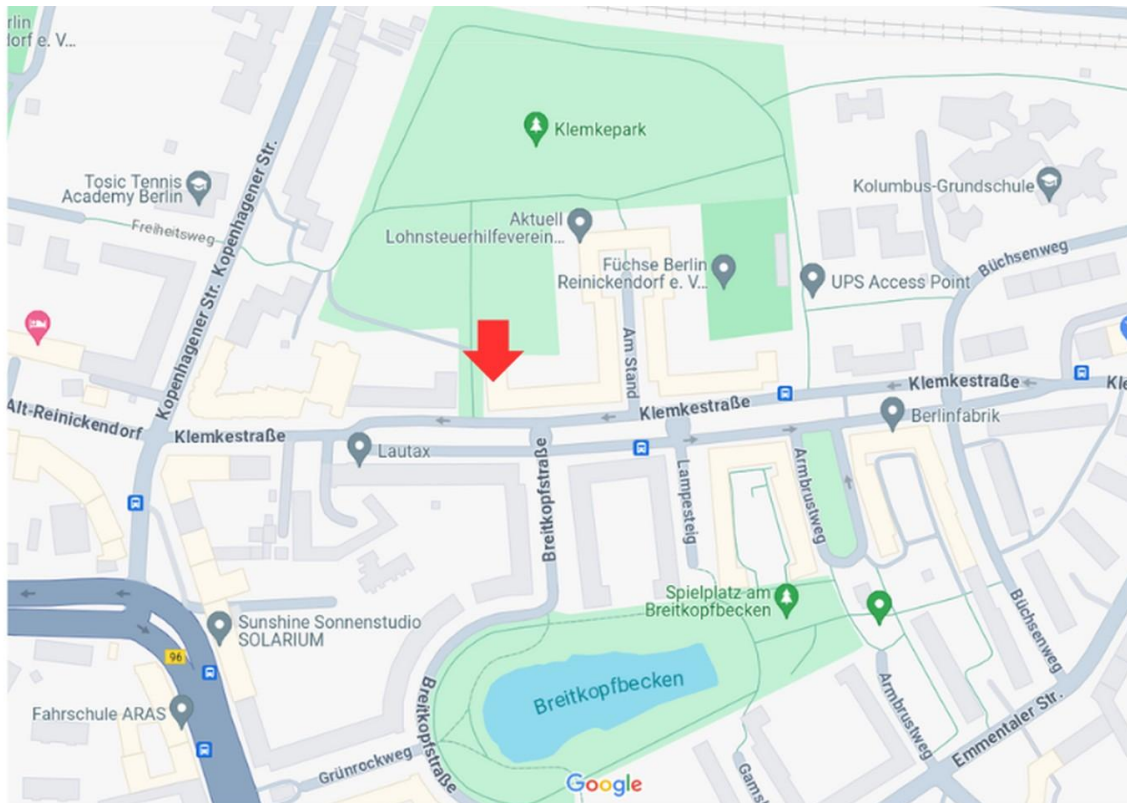 rlin
dorf e. V...
Klemkepark
Tosic Tennis
Academy Berlin
Kopenhagener Str.
Kopenhagener Str.
Freiheitsweg
Aktuell
Lohnsteuerhilfeverein...
Kolumbus-Grundschule
Füchse Berlin
Reinickendorf e. V...
UPS Access Point
Büchsenweg
Am Stand
Alt-Reinickendorf
Klemkestraße
Klemkestraße
Klemkestraße
Kle
Lautax
Berlinfabrik
Breitkopfstraße
Lampesteig
Armbrustweg
Spielplatz am
Breitkopfbecken
Sunshine Sonnenstudio
SOLARIUM
96
Büchsenweg
Breitkopfbecken
Breitkopfstraße
Fahrschule ARAS
Armbrustweg
Emmentaler Str.
Grünrockweg
Gamsb
Google